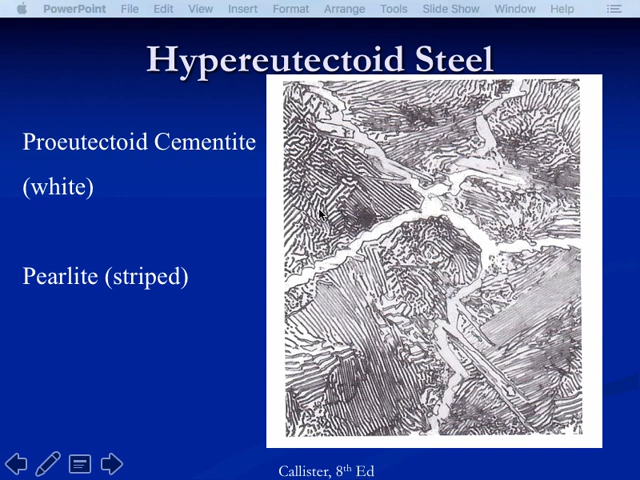 PowerPoint File Edit View Insert Format Arrange Tools Slide Show Window Help
Hypereutectoid Steel
Proeutectoid Cementite
(white)
Pearlite (striped)
Callister, 8th Ed